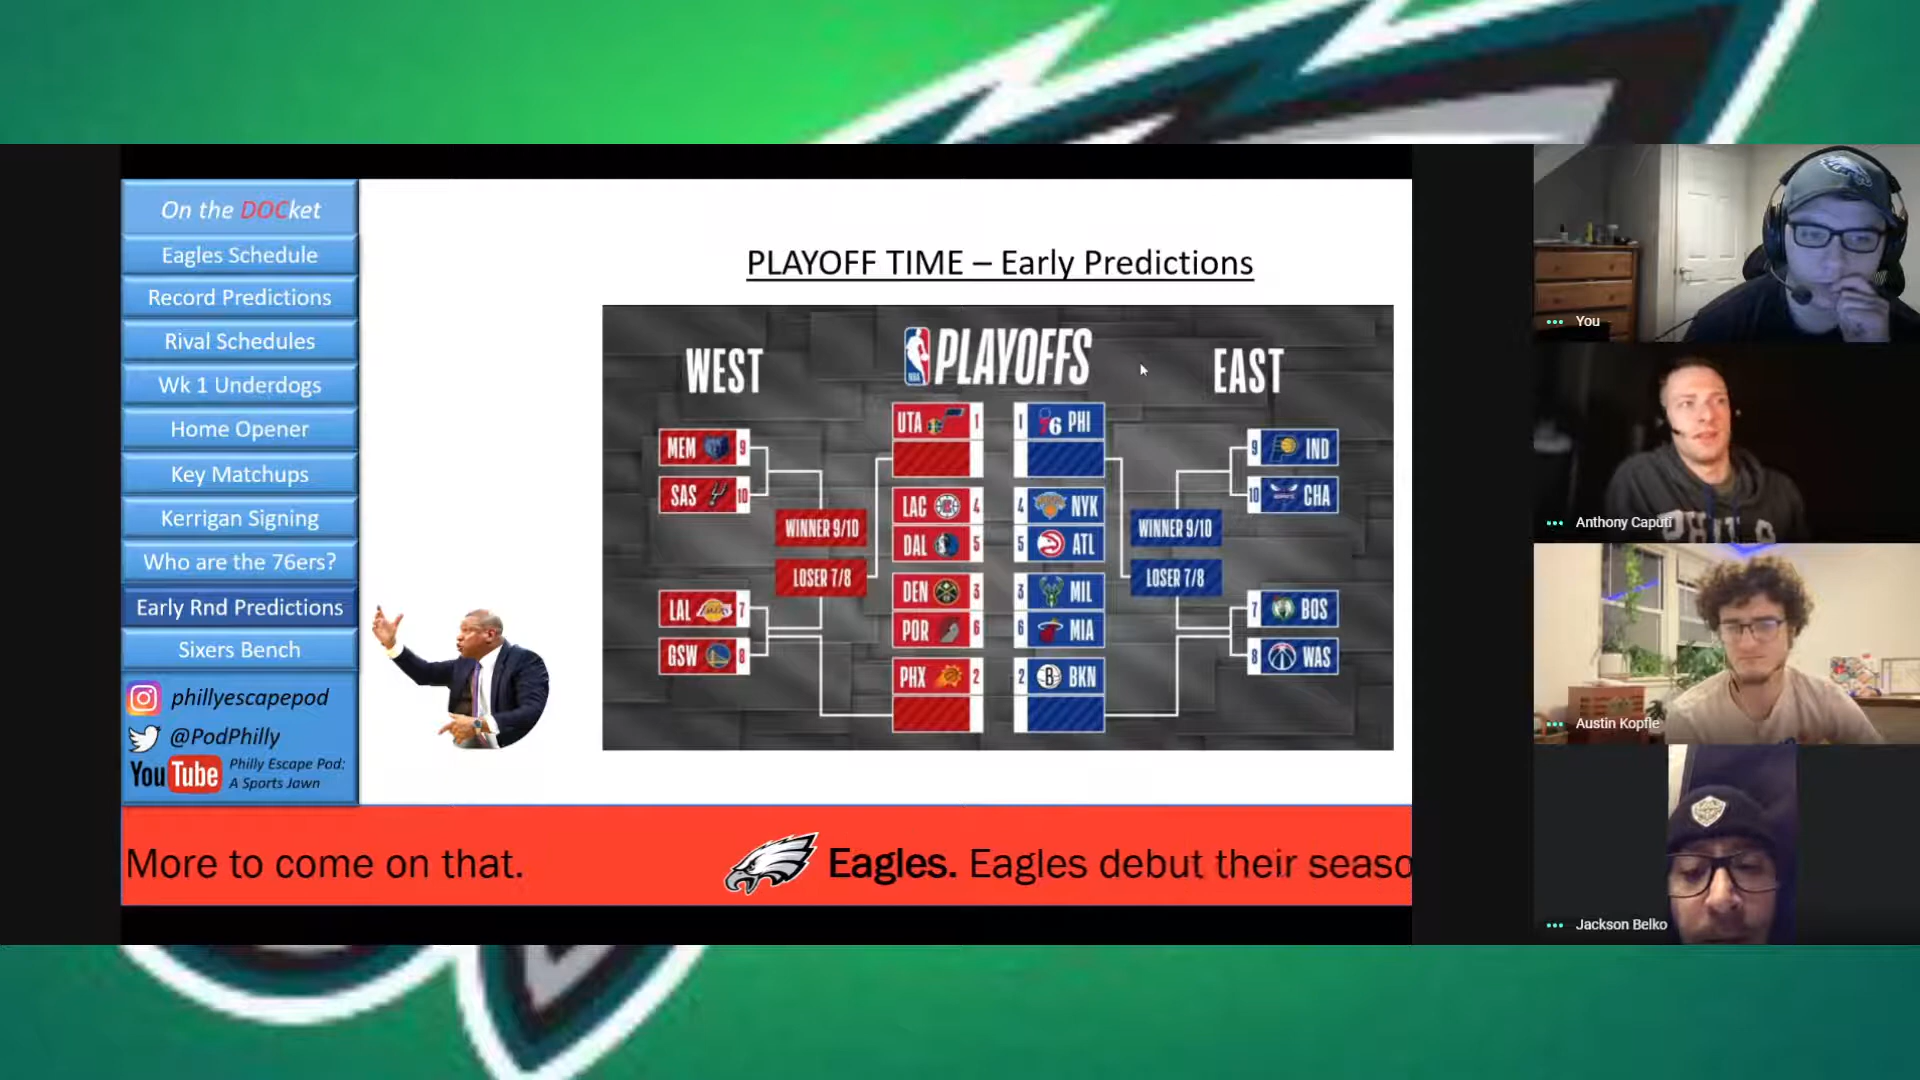 On the DOCket
Eagles Schedule
Record Predictions
Rival Schedules
Wk 1 Underdogs
Home Opener
Key Matchups
Kerrigan Signing
Who are the 76ers?
Early Rnd Predictions
Sixers Bench
phillyescapepod
@PodPhilly
YouTube
Philly Escape Pod:
A Sports Jawn
PLAYOFF TIME – Early Predictions
NBA PLAYOFFS
WEST
EAST
MEM 9
SAS 10
WINNER 9/10
LOSER 7/8
LAL 7
GSW 8
UTA 1
LAC 4
DAL 5
DEN 3
POR 6
PHX 2
1 76 PHI
4 NYK
5 ATL
3 MIL
6 MIA
2 B BKN
WINNER 9/10
LOSER 7/8
9 IND
10 CHA
7 BOS
8 WAS
More to come on that.
Eagles. Eagles debut their seaso
You
Anthony Caputi
PHILA
Austin Kopfle
Jackson Belko